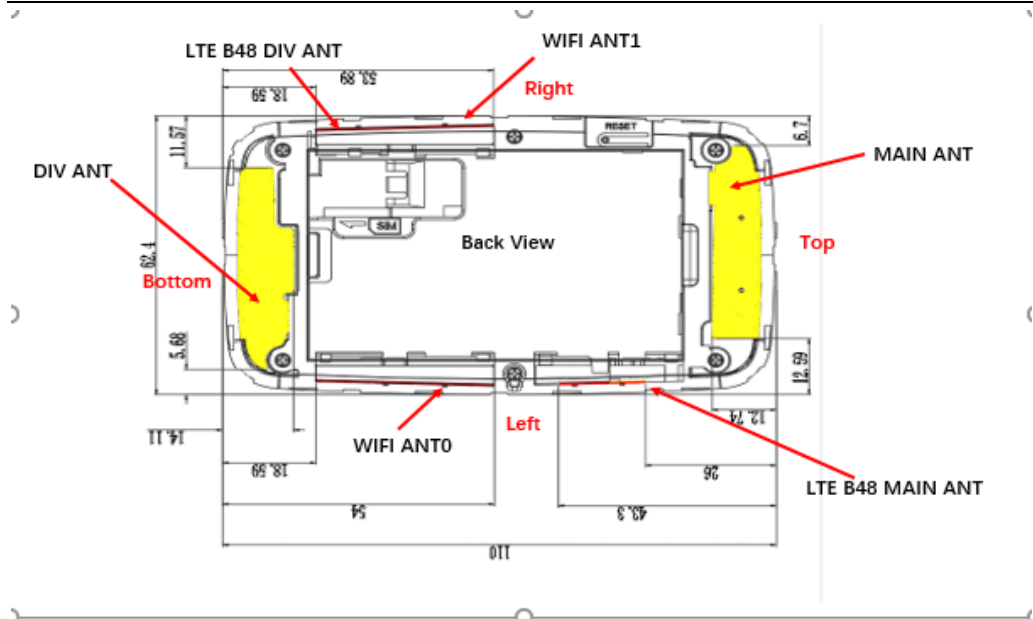 LTE B48 DIV ANT
WIFI ANT1
53.89
Right
18.59
11.57
RESET
6.7
DIV ANT
MAIN ANT
SIM
62.4
Back View
Top
Bottom
5.68
12.59
12.74
Left
14.11
WIFI ANT0
18.59
26
LTE B48 MAIN ANT
54
43.3
110